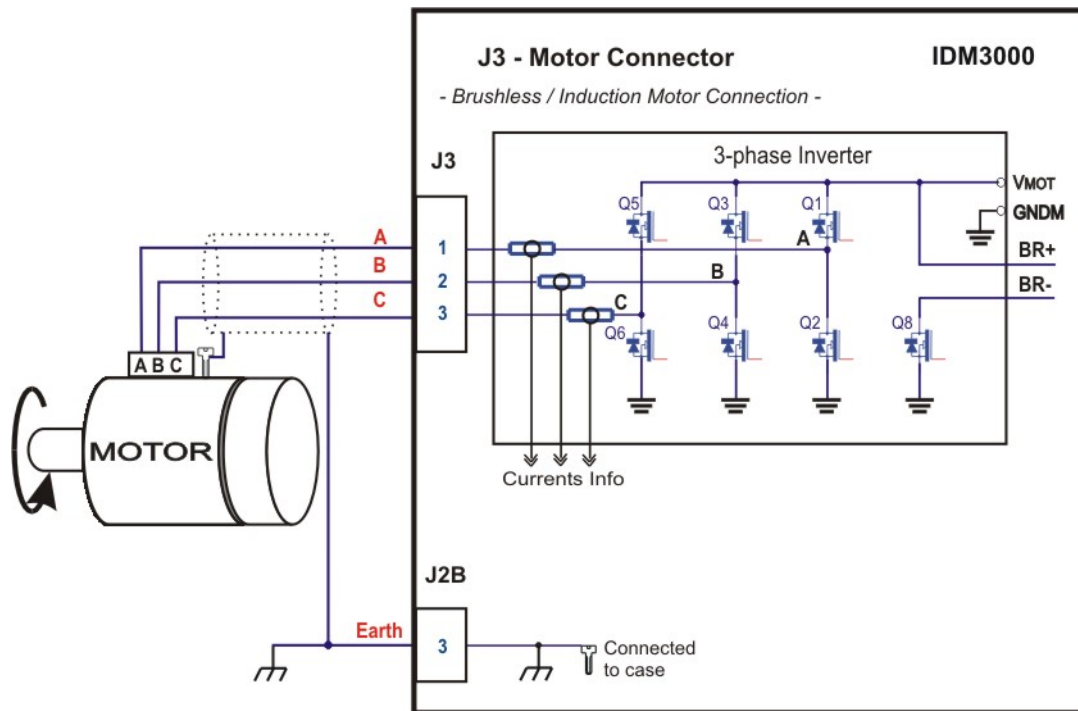 J3 - Motor Connector
IDM3000
- Brushless / Induction Motor Connection -
3-phase Inverter
J3
VMOT
GNDM
Q5
Q3
Q1
A
1
A
BR+
B
2
B
BR-
C
3
C
Q6
Q4
Q2
Q8
A B C
MOTOR
Currents Info
J2B
Earth
3
Connected
to case